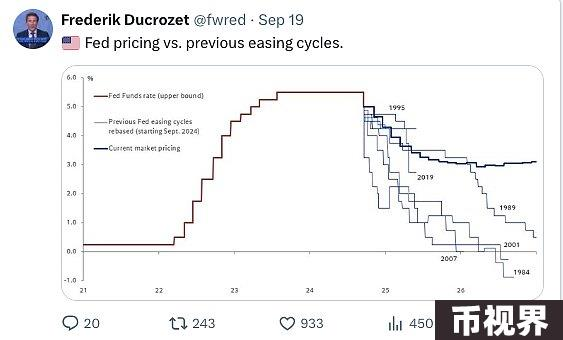 Frederik Ducrozet @fwred · Sep 19
🇺🇸 Fed pricing vs. previous easing cycles.
6.0 %
5.0
4.0
3.0
2.0
1.0
0.0
-1.0
Fed Funds rate (upper bound)
Previous Fed easing cycles
rebased (starting Sept. 2024)
Current market pricing
1995
2019
1989
2001
2007
1984
21 22 23 24 25 26
20 243 933 450
币视界